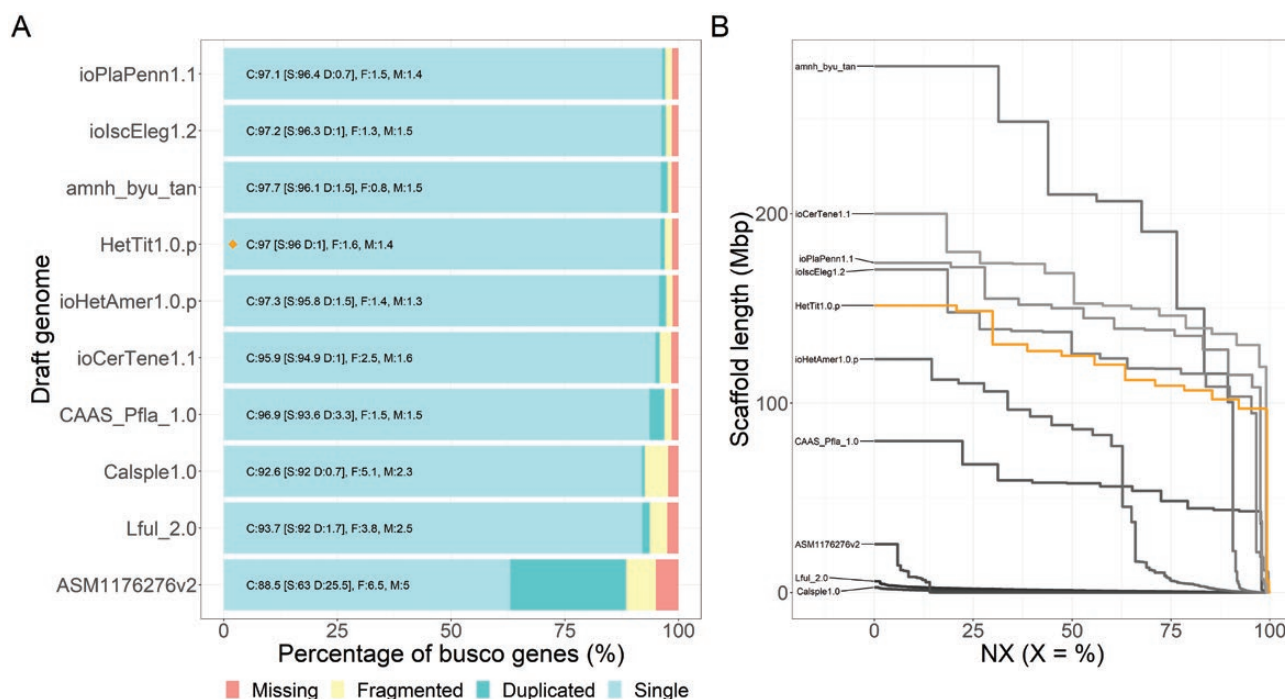 A
Draft genome
ioPlaPenn1.1
C:97.1 [S:96.4 D:0.7], F:1.5, M:1.4
ioIscEleg1.2
C:97.2 [S:96.3 D:1], F:1.3, M:1.5
amnh_byu_tan
C:97.7 [S:96.1 D:1.5], F:0.8, M:1.5
HetTit1.0.p
C:97 [S:96 D:1], F:1.6, M:1.4
ioHetAmer1.0.p
C:97.3 [S:95.8 D:1.5], F:1.4, M:1.3
ioCerTene1.1
C:95.9 [S:94.9 D:1], F:2.5, M:1.6
CAAS_Pfla_1.0
C:96.9 [S:93.6 D:3.3], F:1.5, M:1.5
Calsple1.0
C:92.6 [S:92 D:0.7], F:5.1, M:2.3
Lful_2.0
C:93.7 [S:92 D:1.7], F:3.8, M:2.5
ASM1176276v2
C:88.5 [S:63 D:25.5], F:6.5, M:5
0 25 50 75 100
Percentage of busco genes (%)
Missing Fragmented Duplicated Single
B
Scaffold length (Mbp)
200
100
0
amnh_byu_tan
ioCerTene1.1
ioPlaPenn1.1
ioIscEleg1.2
HetTit1.0.p
ioHetAmer1.0.p
CAAS_Pfla_1.0
ASM1176276v2
Lful_2.0
Calsple1.0
0 25 50 75 100
NX (X = %)